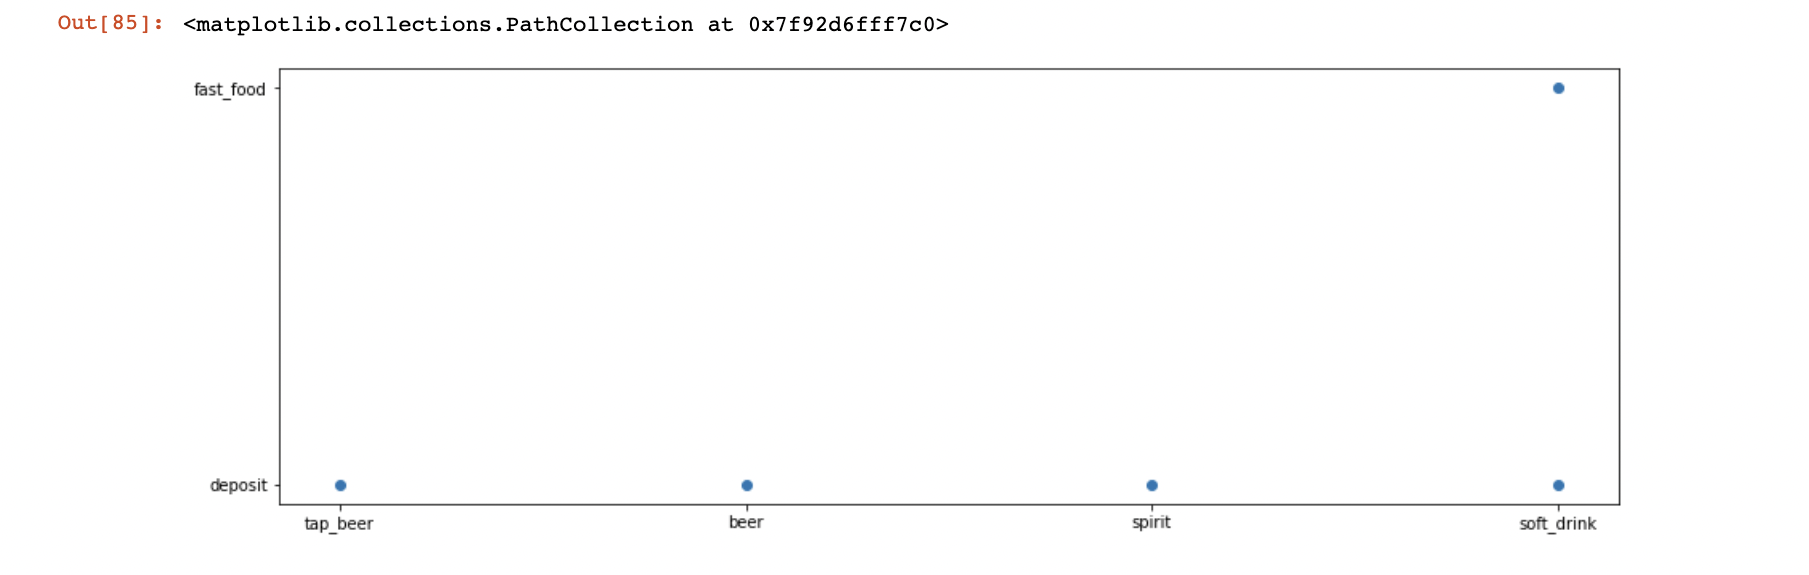 Out[85]: <matplotlib.collections.PathCollection at 0x7f92d6fff7c0>
fast_food
deposit
tap_beer beer spirit soft_drink